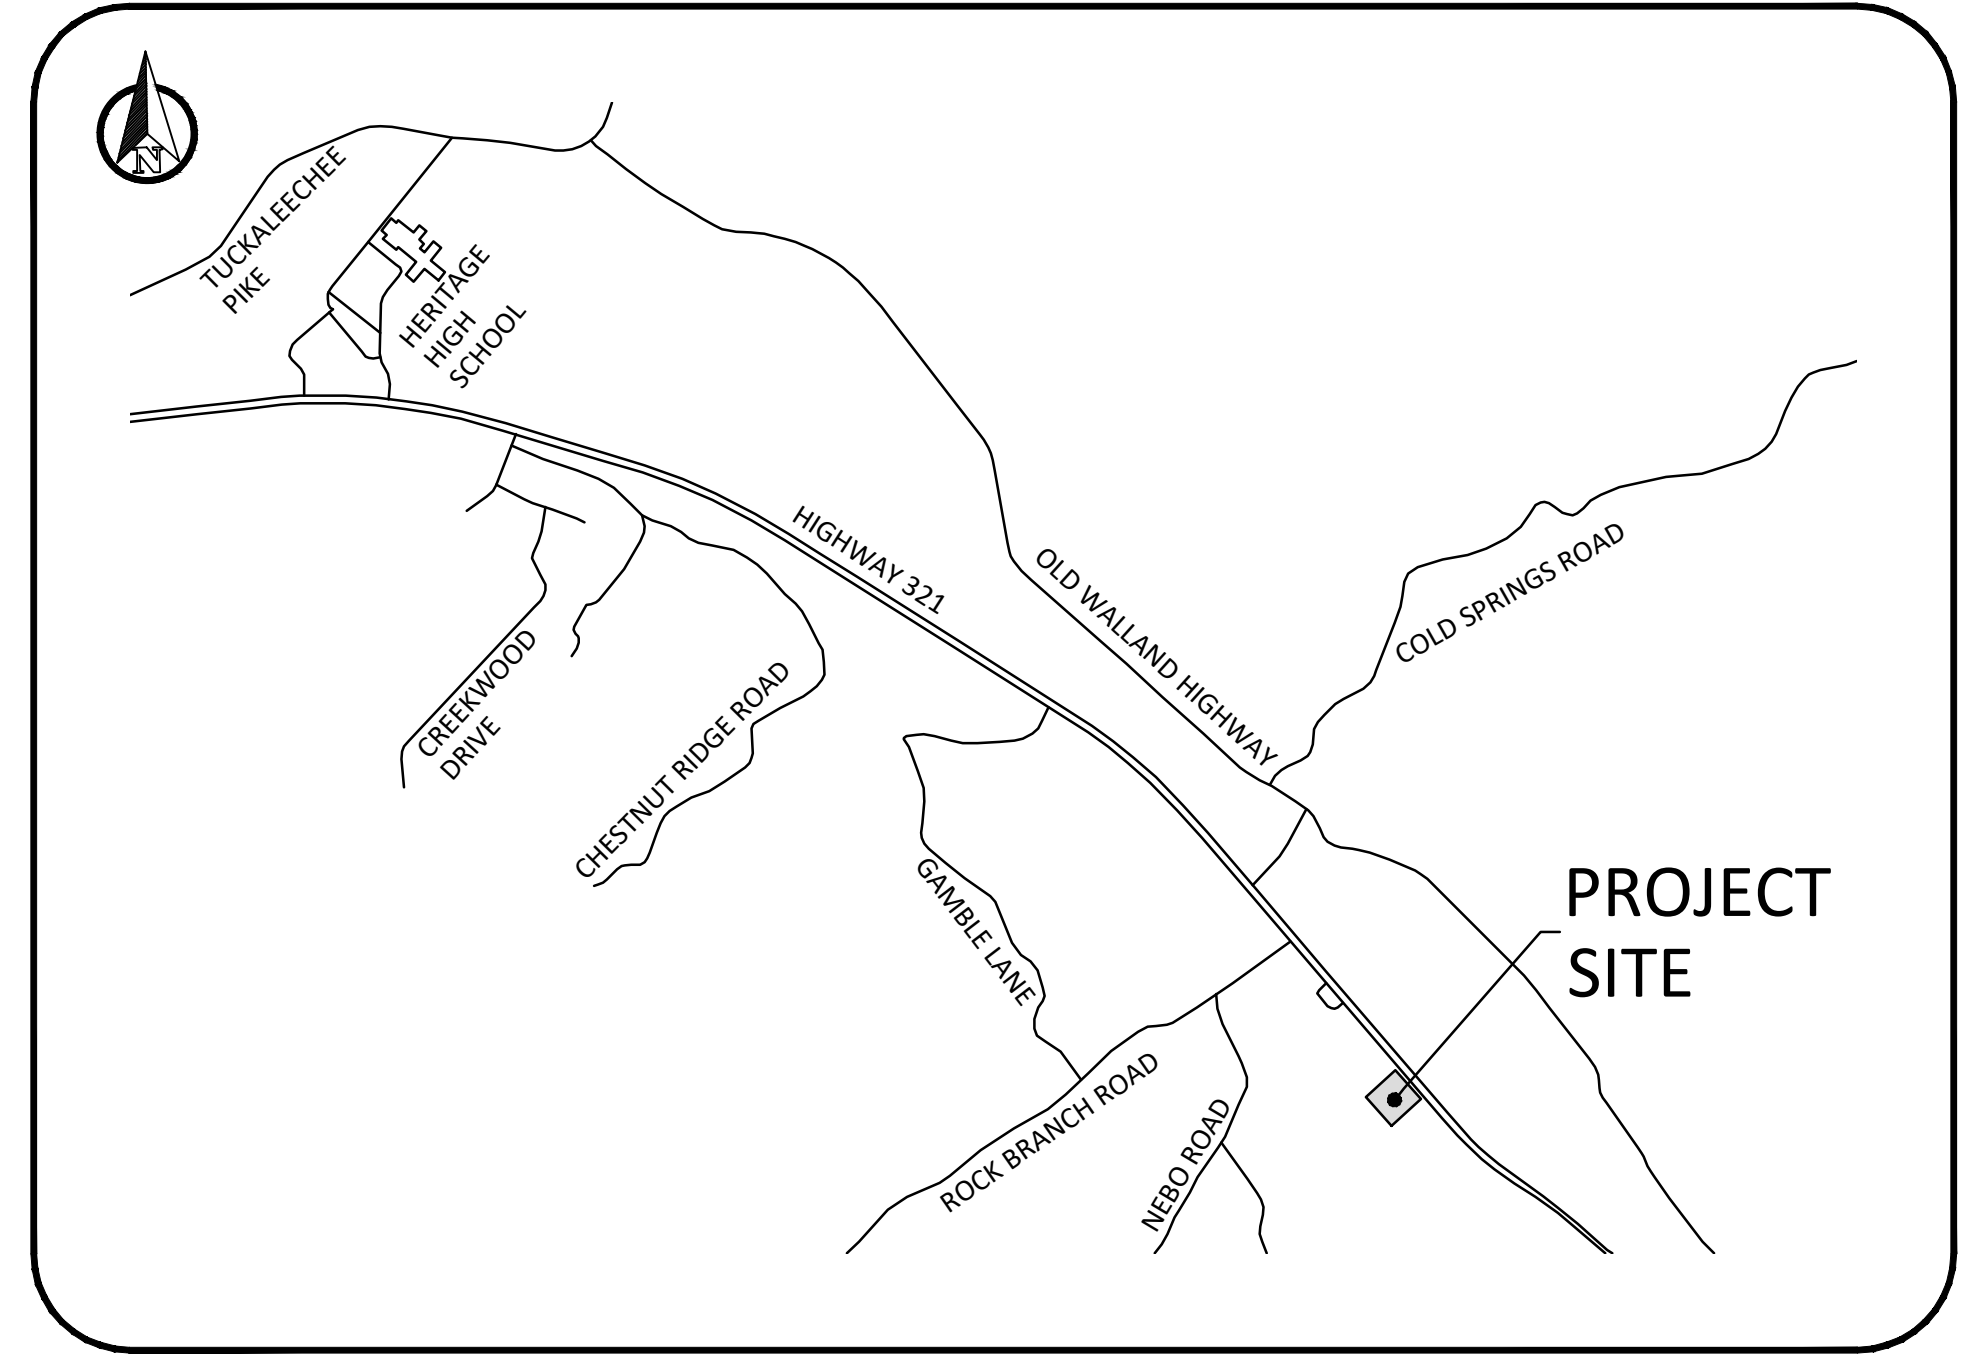 N
TUCKALEECHEE
PIKE
HERITAGE
HIGH
SCHOOL
HIGHWAY 321
OLD WALLAND HIGHWAY
COLD SPRINGS ROAD
CREEKWOOD
DRIVE
CHESTNUT RIDGE ROAD
GAMBLE LANE
PROJECT
SITE
ROCK BRANCH ROAD
NEBO ROAD